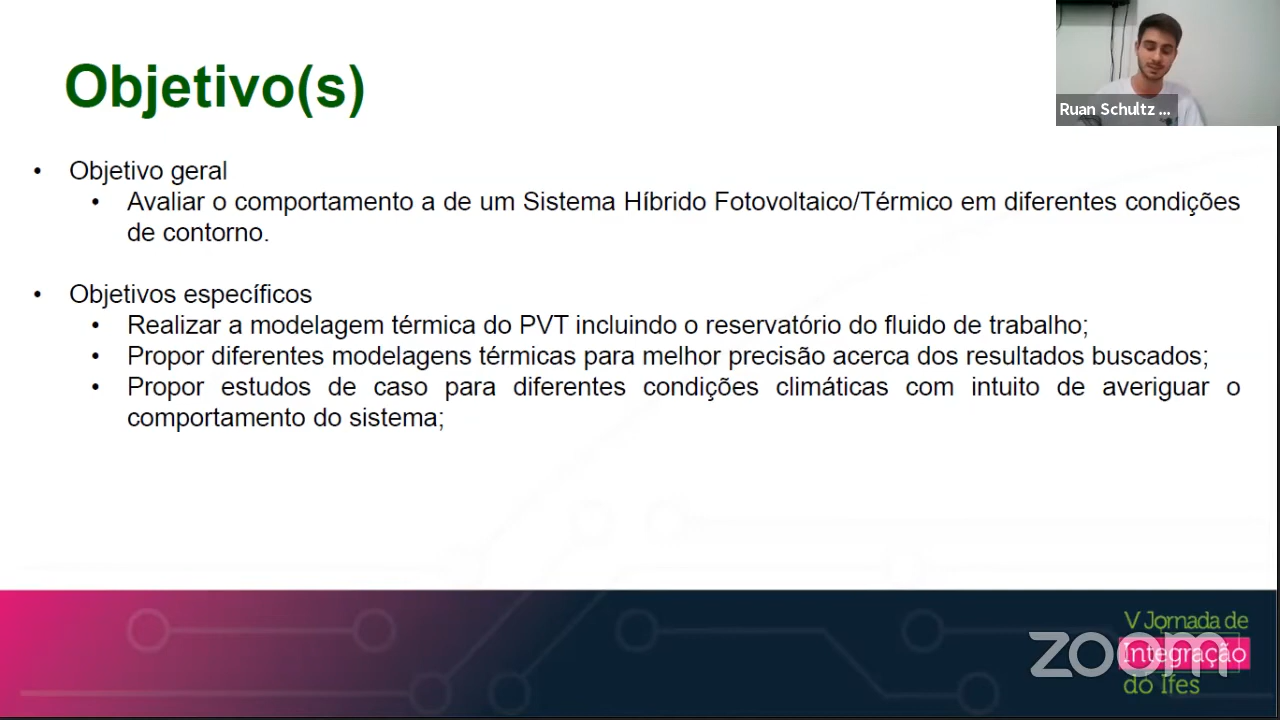 Objetivo(s)
Ruan Schultz ...
• Objetivo geral
• Avaliar o comportamento a de um Sistema Híbrido Fotovoltaico/Térmico em diferentes condições
de contorno.
• Objetivos específicos
• Realizar a modelagem térmica do PVT incluindo o reservatório do fluido de trabalho;
• Propor diferentes modelagens térmicas para melhor precisão acerca dos resultados buscados;
• Propor estudos de caso para diferentes condições climáticas com intuito de averiguar o
comportamento do sistema;
V Jornada de
Integração
do Ifes
zoom